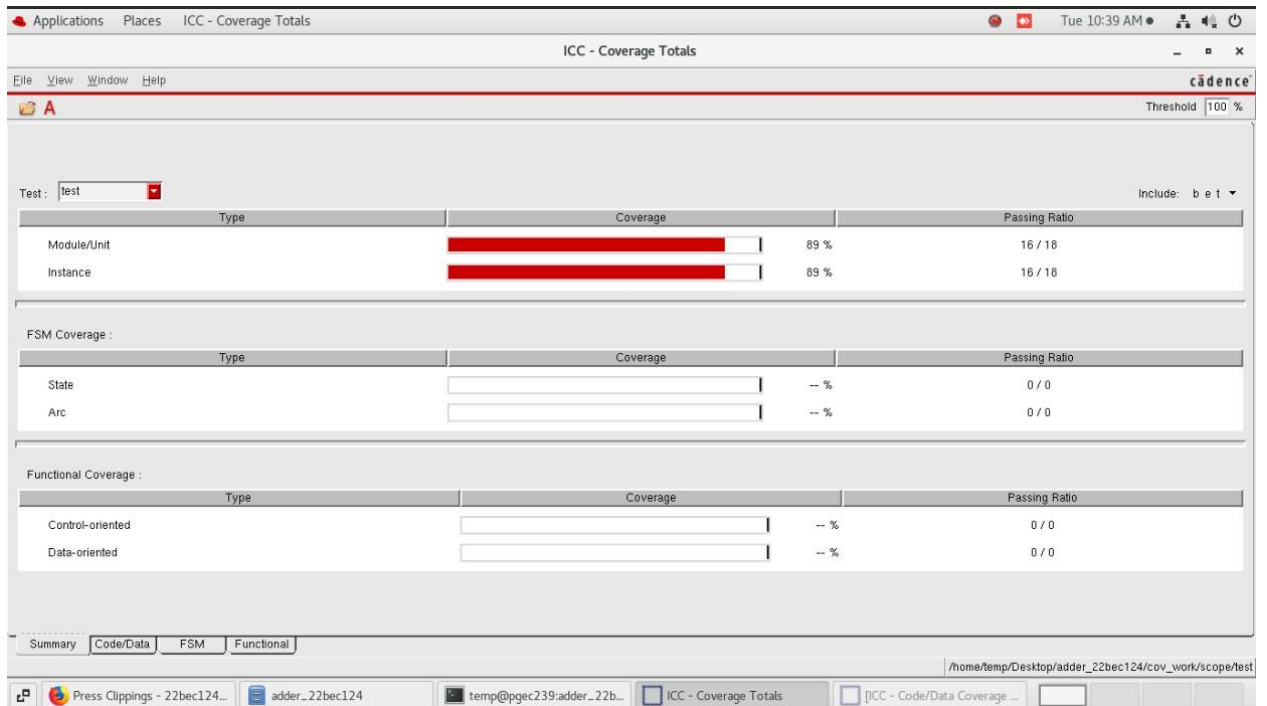 Applications Places ICC - Coverage Totals Tue 10:39 AM
ICC - Coverage Totals
File View Window Help cādence
A Threshold 100 %
Test : test Include: b e t
Type Coverage Passing Ratio
Module/Unit 89 % 16 / 18
Instance 89 % 16 / 18
FSM Coverage :
Type Coverage Passing Ratio
State -- % 0 / 0
Arc -- % 0 / 0
Functional Coverage :
Type Coverage Passing Ratio
Control-oriented -- % 0 / 0
Data-oriented -- % 0 / 0
Summary Code/Data FSM Functional
/home/temp/Desktop/adder_22bec124/cov_work/scope/test
Press Clippings - 22bec124... adder_22bec124 temp@pgec239:adder_22b... ICC - Coverage Totals [ICC - Code/Data Coverage ...